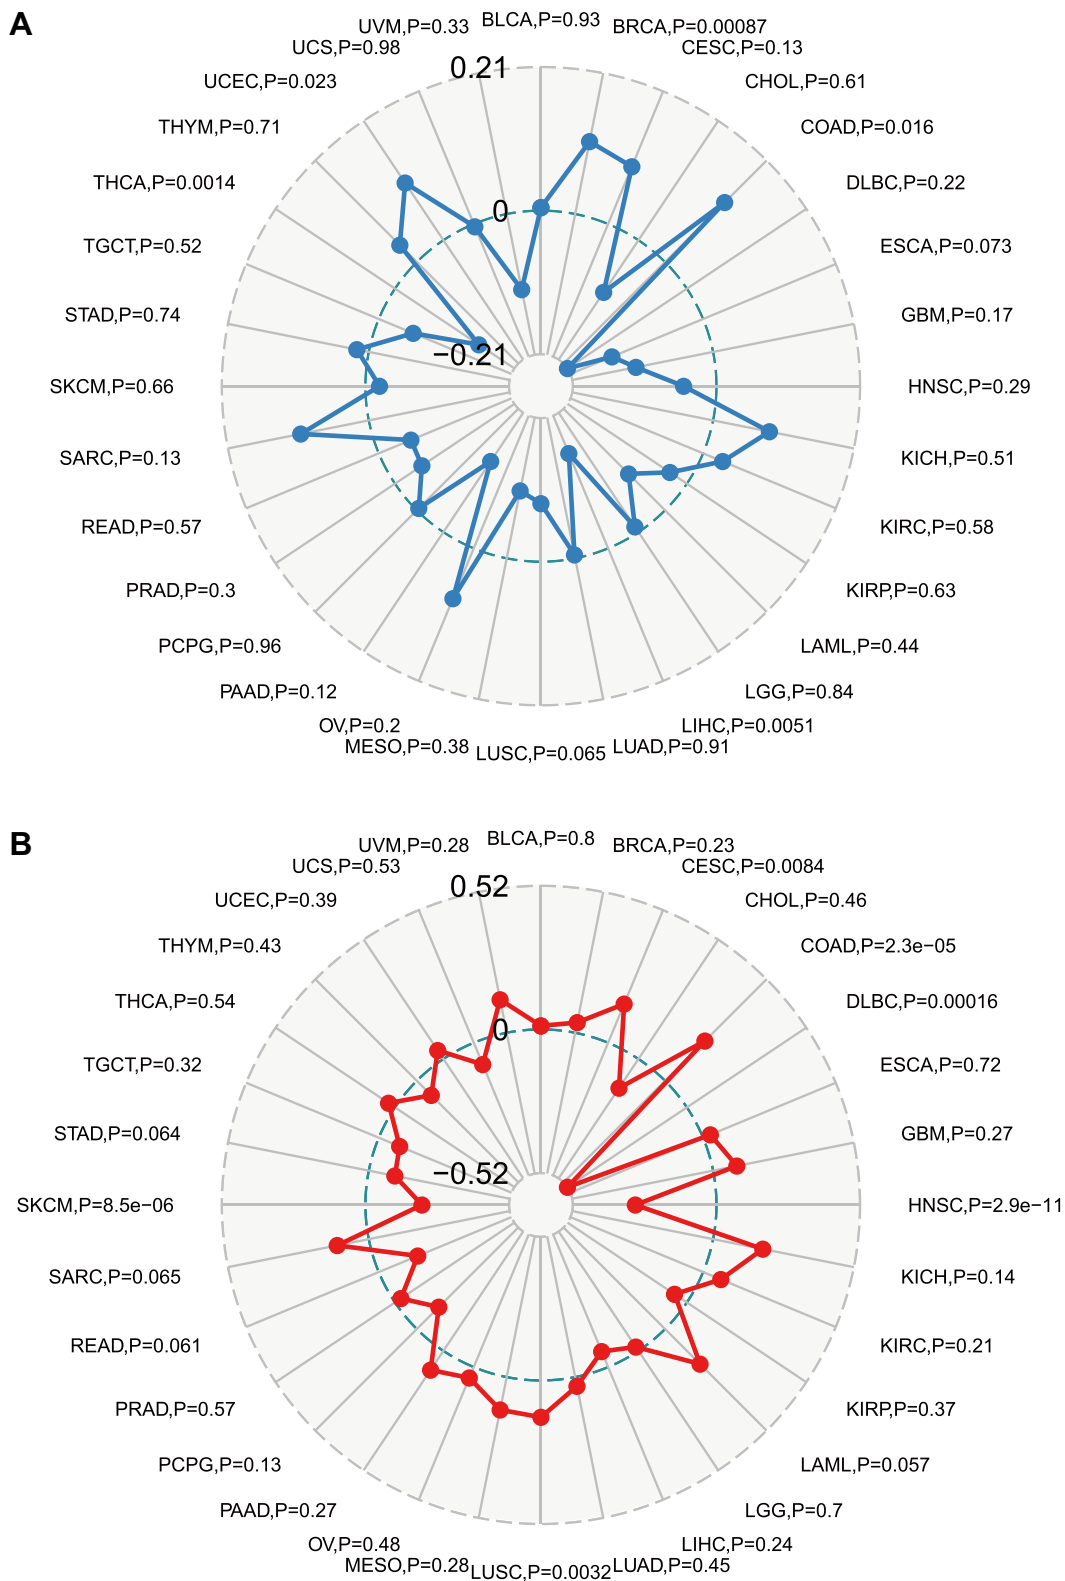 A
UVM,P=0.33
BLCA,P=0.93
BRCA,P=0.00087
UCS,P=0.98
CESC,P=0.13
0.21
UCEC,P=0.023
CHOL,P=0.61
THYM,P=0.71
COAD,P=0.016
THCA,P=0.0014
DLBC,P=0.22
0
TGCT,P=0.52
ESCA,P=0.073
STAD,P=0.74
GBM,P=0.17
−0.21
SKCM,P=0.66
HNSC,P=0.29
SARC,P=0.13
KICH,P=0.51
READ,P=0.57
KIRC,P=0.58
PRAD,P=0.3
KIRP,P=0.63
PCPG,P=0.96
LAML,P=0.44
PAAD,P=0.12
LGG,P=0.84
OV,P=0.2
LIHC,P=0.0051
MESO,P=0.38
LUSC,P=0.065
LUAD,P=0.91
B
UVM,P=0.28
BLCA,P=0.8
BRCA,P=0.23
UCS,P=0.53
CESC,P=0.0084
0.52
UCEC,P=0.39
CHOL,P=0.46
THYM,P=0.43
COAD,P=2.3e−05
THCA,P=0.54
DLBC,P=0.00016
0
TGCT,P=0.32
ESCA,P=0.72
STAD,P=0.064
GBM,P=0.27
−0.52
SKCM,P=8.5e−06
HNSC,P=2.9e−11
SARC,P=0.065
KICH,P=0.14
READ,P=0.061
KIRC,P=0.21
PRAD,P=0.57
KIRP,P=0.37
PCPG,P=0.13
LAML,P=0.057
PAAD,P=0.27
LGG,P=0.7
OV,P=0.48
LIHC,P=0.24
MESO,P=0.28
LUSC,P=0.0032
LUAD,P=0.45